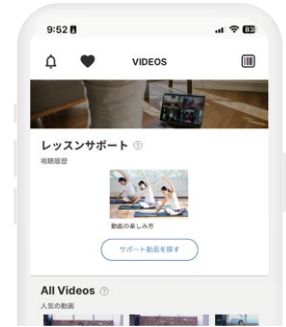 9:52
83
VIDEOS
レッスンサポート
視聴履歴
動画の楽しみ方
サポート動画を探す
All Videos
人気の動画